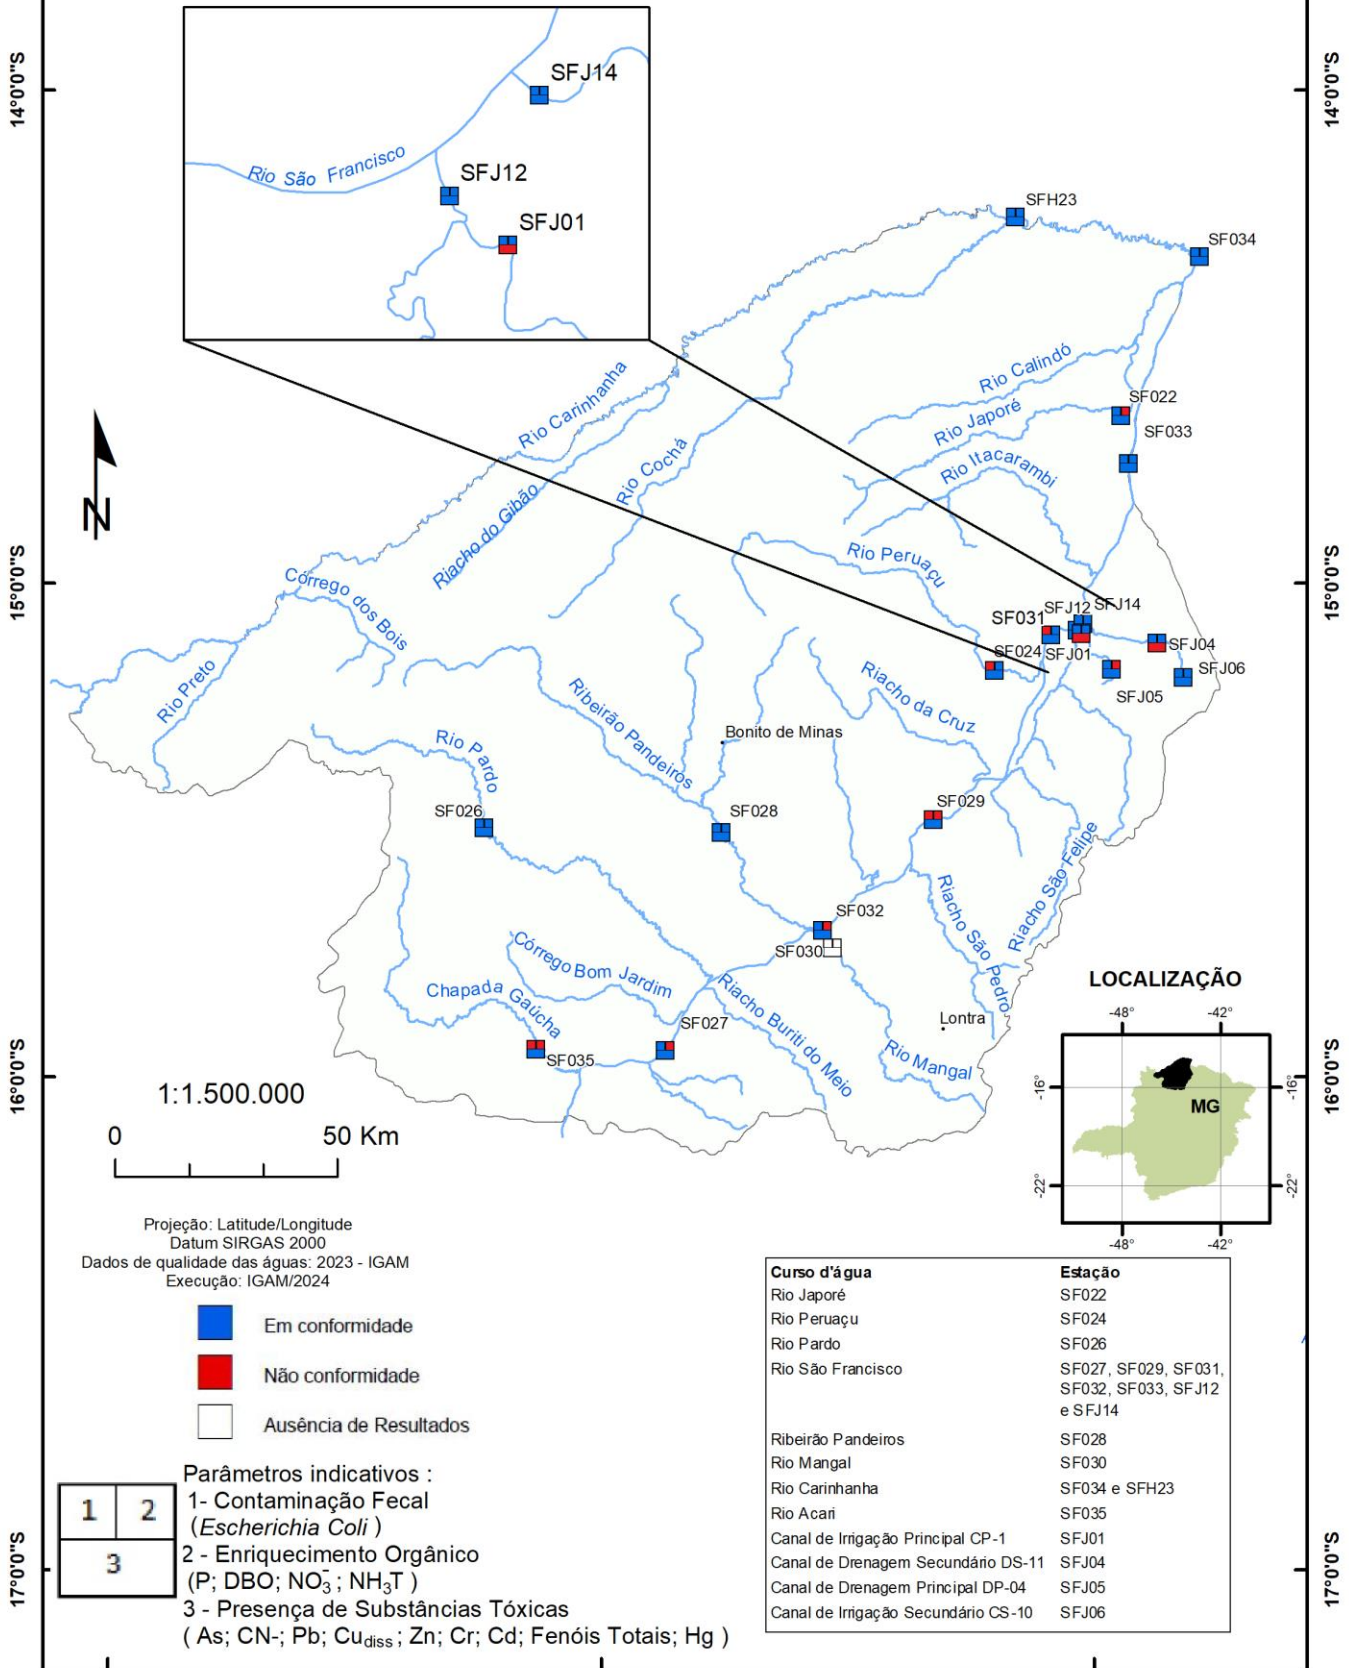 14°0'0"S
14°0'0"S
SFJ14
Rio São Francisco
SFJ12
SFJ01
SFH23
SF034
Rio Calindó
Rio Carinhanha
SF022
Rio Japoré
SF033
Rio Cochá
Rio Itacarambi
Riacho do Gibão
N
Rio Peruaçu
15°0'0"S
15°0'0"S
Córrego dos Bois
SFJ12
SFJ14
SF031
SFJ04
SF024
SFJ01
SFJ06
SFJ05
Rio Preto
Riacho da Cruz
Ribeirão Pandeiros
Bonito de Minas
Rio Pardo
SF026
SF028
SF029
Riacho São Felipe
SF032
Riacho São Pedro
SF030
Córrego Bom Jardim
LOCALIZAÇÃO
Chapada Gaúcha
Riacho Buriti do Meio
-48°
-42°
Lontra
SF027
SF035
Rio Mangal
16°0'0"S
16°0'0"S
-16°
-16°
MG
1:1.500.000
0
50 Km
-22°
-22°
-48°
-42°
Projeção: Latitude/Longitude
Datum SIRGAS 2000
Dados de qualidade das águas: 2023 - IGAM
Execução: IGAM/2024
Em conformidade
Não conformidade
Ausência de Resultados
Parâmetros indicativos :
1 2
3
1- Contaminação Fecal
(Escherichia Coli )
2 - Enriquecimento Orgânico
(P; DBO; NO₃⁻; NH₃T )
3 - Presença de Substâncias Tóxicas
( As; CN-; Pb; Cudiss ; Zn; Cr; Cd; Fenóis Totais; Hg )
Curso d'água Estação
Rio Japoré SF022
Rio Peruaçu SF024
Rio Pardo SF026
Rio São Francisco SF027, SF029, SF031,
SF032, SF033, SFJ12
e SFJ14
Ribeirão Pandeiros SF028
Rio Mangal SF030
Rio Carinhanha SF034 e SFH23
Rio Acari SF035
Canal de Irrigação Principal CP-1 SFJ01
Canal de Drenagem Secundário DS-11 SFJ04
Canal de Drenagem Principal DP-04 SFJ05
Canal de Irrigação Secundário CS-10 SFJ06
17°0'0"S
17°0'0"S